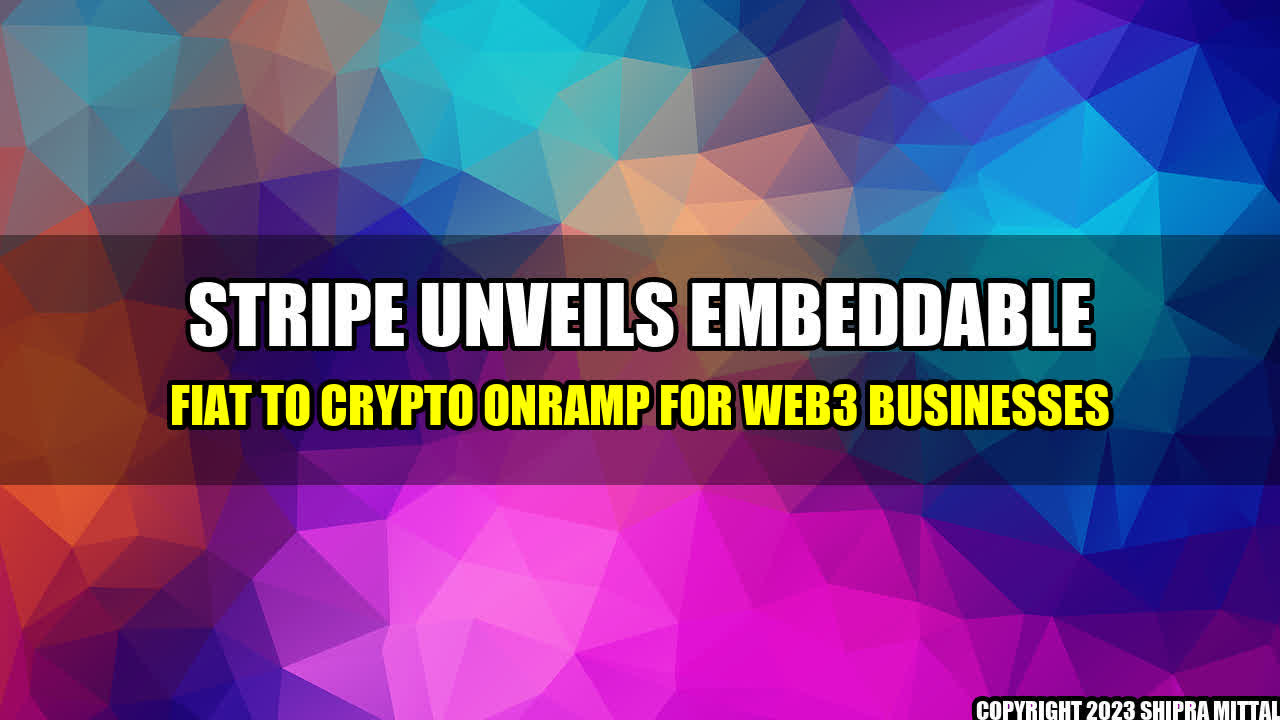 STRIPE UNVEILS EMBEDDABLE
FIAT TO CRYPTO ONRAMP FOR WEB3 BUSINESSES
COPYRIGHT 2023 SHIPRA MITTAL